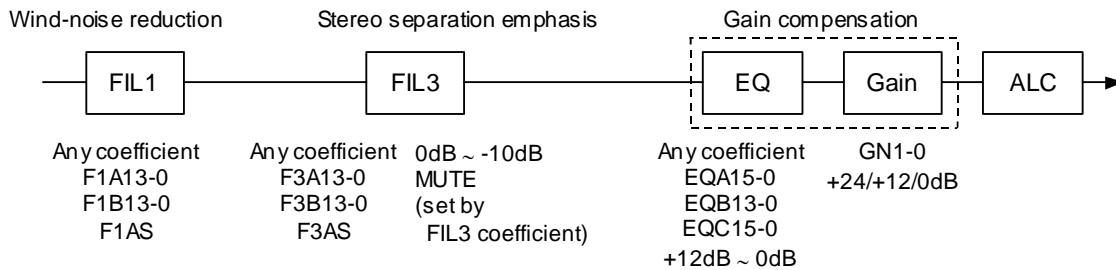 Wind-noise reduction
Stereo separation emphasis
Gain compensation
FIL1
FIL3
EQ
Gain
ALC
Any coefficient
F1A13-0
F1B13-0
F1AS
Any coefficient
F3A13-0
F3B13-0
F3AS
0dB ~ -10dB
MUTE
(set by
FIL3 coefficient)
Any coefficient
EQA15-0
EQB13-0
EQC15-0
+12dB ~ 0dB
GN1-0
+24/+12/0dB